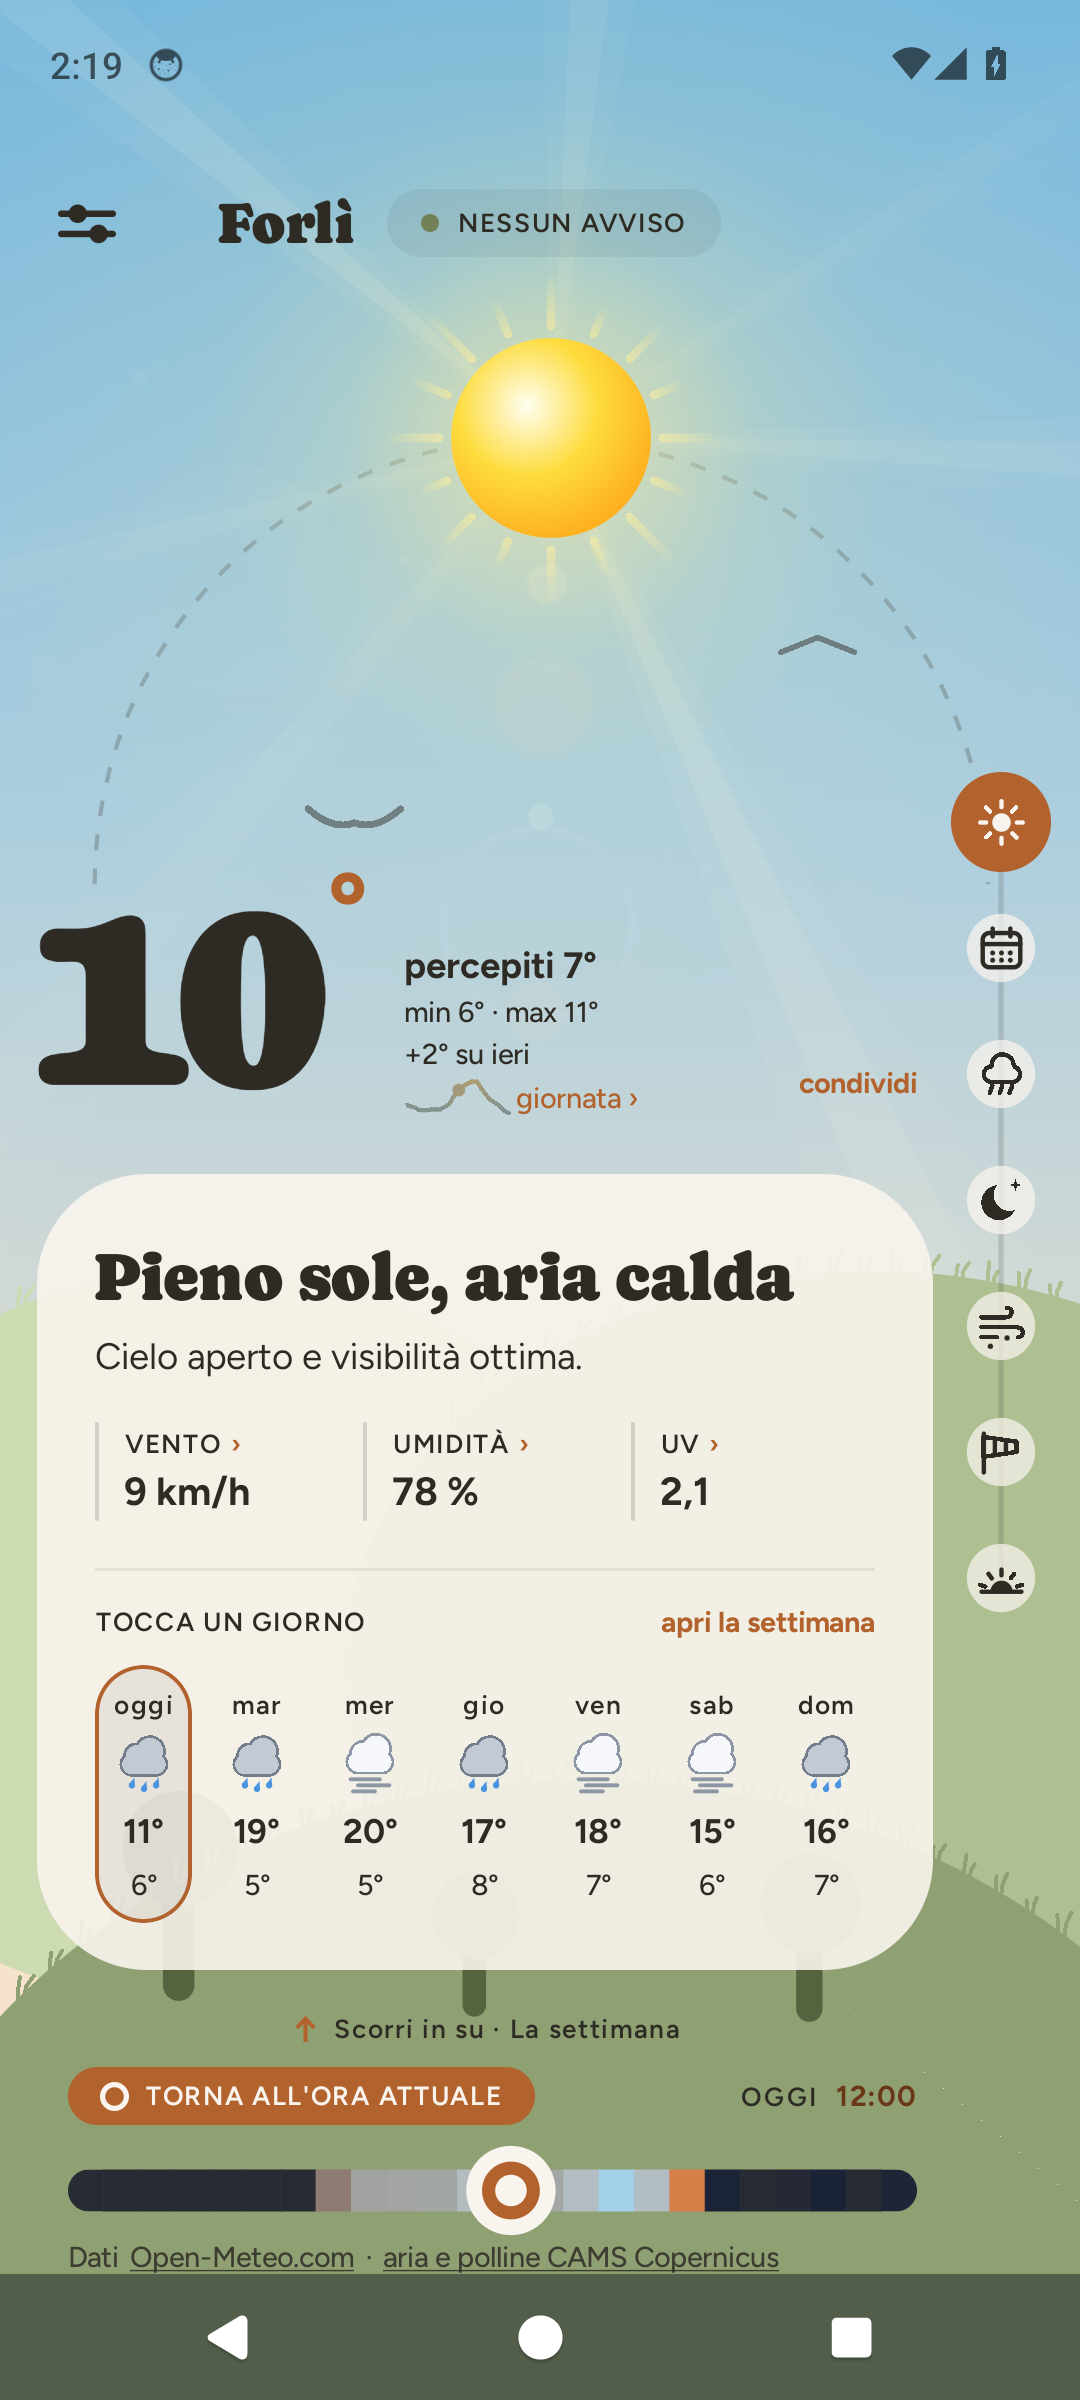 2:19
Forlì
NESSUN AVVISO
10°
percepiti 7°
min 6° · max 11°
+2° su ieri
giornata ›
condividi
Pieno sole, aria calda
Cielo aperto e visibilità ottima.
VENTO › UMIDITÀ › UV ›
9 km/h 78 % 2,1
TOCCA UN GIORNO apri la settimana
oggi mar mer gio ven sab dom
11° 19° 20° 17° 18° 15° 16°
6° 5° 5° 8° 7° 6° 7°
↑ Scorri in su · La settimana
TORNA ALL'ORA ATTUALE OGGI 12:00
Dati Open-Meteo.com · aria e polline CAMS Copernicus